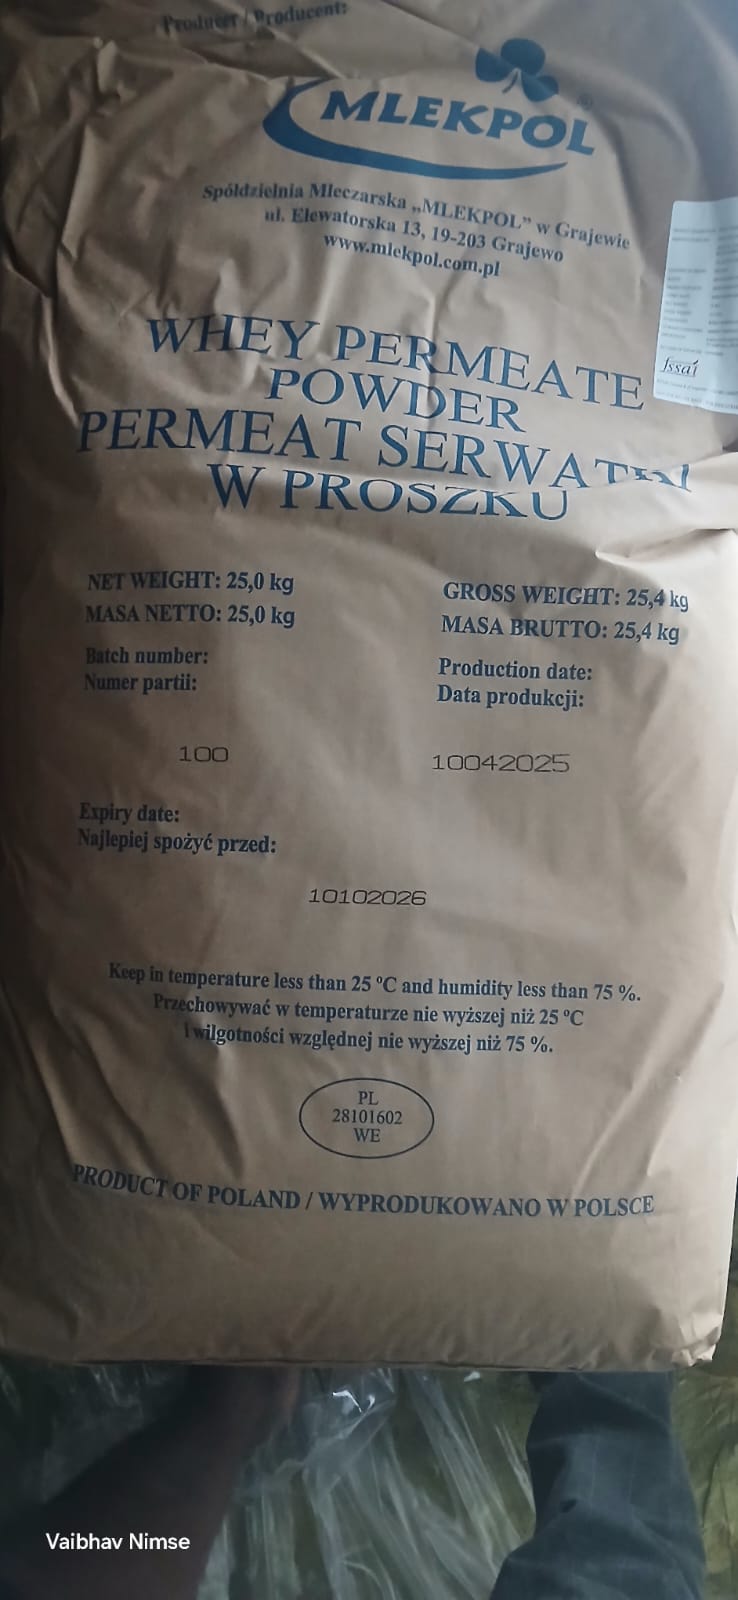 Producer / Producent:
MLEKPOL
®
Spółdzielnia Mleczarska „MLEKPOL” w Grajewie
ul. Elewatorska 13, 19-203 Grajewo
www.mlekpol.com.pl
fssai
WHEY PERMEATE
POWDER
PERMEAT
W PROSZKU
NET WEIGHT: 25,0 kg
MASA NETTO: 25,0 kg
GROSS WEIGHT: 25,4 kg
MASA BRUTTO: 25,4 kg
Batch number:
Numer partii:
100
Production date:
Data produkcji:
10042025
Expiry date:
Najlepiej spożyć przed:
10102026
Keep in temperature less than 25 °C and humidity less than 75 %.
Przechowywać w temperaturze nie wyższej niż 25 °C
i wilgotności względnej nie wyższej niż 75 %.
PL
28101602
WE
PRODUCT OF POLAND / WYPRODUKOWANO W POLSCE
Vaibhav Nimse